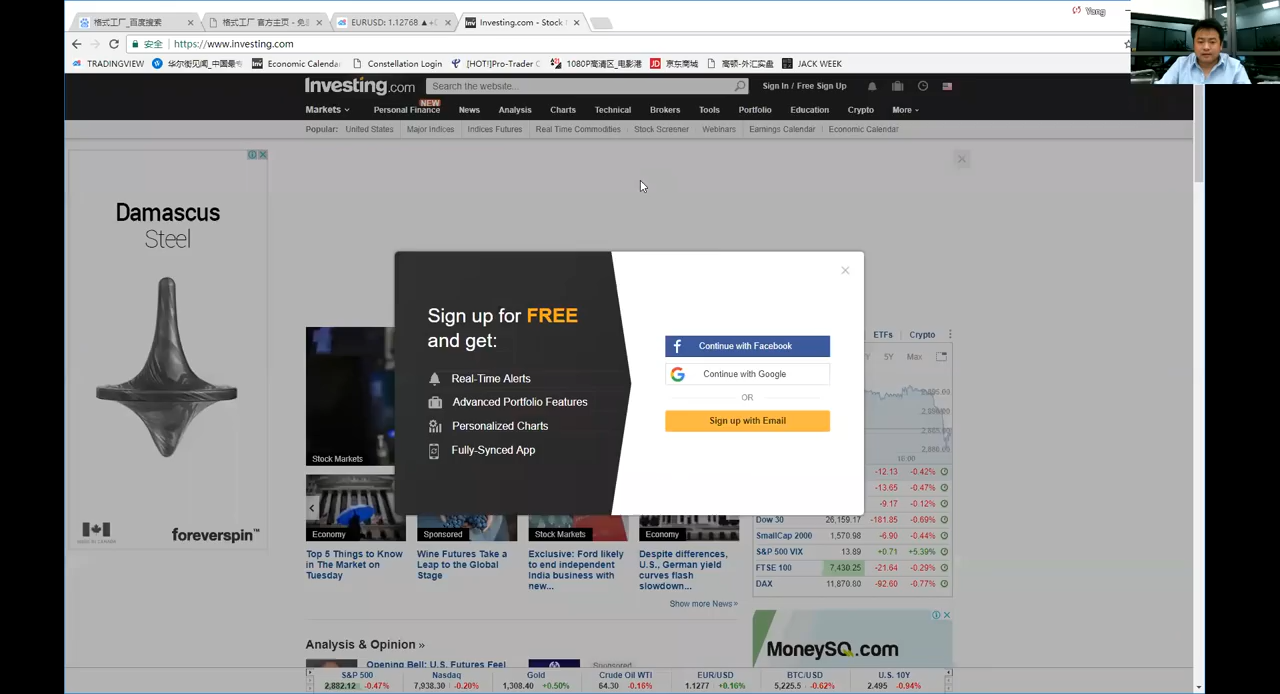 格式工厂_百度搜索
格式工厂 官方主页 - 免
EURUSD: 1.12768 ▲+
Investing.com - Stock
Yang
安全
https://www.investing.com
TRADINGVIEW
华尔街见闻_中国最
Economic Calenda
Constellation Login
[HOT!]Pro-Trader C
1080P高清区_电影港
京东商城
高顿-外汇实盘
JACK WEEK
Investing.com
Search the website...
Sign In / Free Sign Up
Markets
Personal Finance
NEW
News
Analysis
Charts
Technical
Brokers
Tools
Portfolio
Education
Crypto
More
Popular:
United States
Major Indices
Indices Futures
Real Time Commodities
Stock Screener
Webinars
Earnings Calendar
Economic Calendar
Damascus
Steel
foreverspin™
Sign up for FREE
and get:
Real-Time Alerts
Advanced Portfolio Features
Personalized Charts
Fully-Synced App
Continue with Facebook
Continue with Google
OR
Sign up with Email
ETFs
Crypto
5Y
Max
10:00
-12.13 -0.42%
-13.65 -0.47%
-9.17 -0.12%
Dow 30 26,159.17 -181.85 -0.69%
SmallCap 2000 1,570.98 -6.90 -0.44%
S&P 500 VIX 13.89 +0.71 +5.39%
FTSE 100 7,430.25 -21.64 -0.29%
DAX 11,870.80 -92.60 -0.77%
Stock Markets
Economy
Sponsored
Stock Markets
Economy
Top 5 Things to Know
in The Market on
Tuesday
Wine Futures Take a
Leap to the Global
Stage
Exclusive: Ford likely
to end independent
India business with
new...
Despite differences,
U.S., German yield
curves flash
slowdown...
Show more News »
Analysis & Opinion »
Opening Bell: U.S. Futures Feel
Sponsored
MoneySQ.com
S&P 500
2,882.12 -0.47%
Nasdaq
7,938.30 -0.20%
Gold
1,308.40 +0.50%
Crude Oil WTI
64.30 -0.16%
EUR/USD
1.1277 +0.16%
BTC/USD
5,225.5 -0.62%
U.S. 10Y
2.495 -0.94%